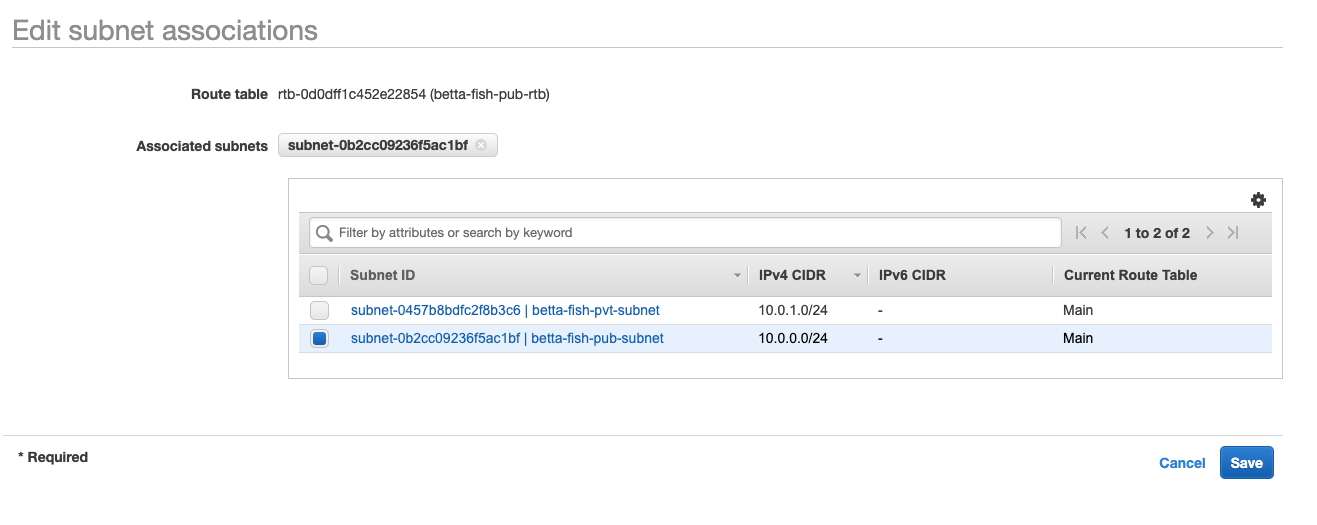 Edit subnet associations
Route table rtb-0d0dff1c452e22854 (betta-fish-pub-rtb)
Associated subnets subnet-0b2cc09236f5ac1bf
Filter by attributes or search by keyword 1 to 2 of 2
Subnet ID IPv4 CIDR IPv6 CIDR Current Route Table
subnet-0457b8bdfc2f8b3c6 | betta-fish-pvt-subnet 10.0.1.0/24 - Main
subnet-0b2cc09236f5ac1bf | betta-fish-pub-subnet 10.0.0.0/24 - Main
* Required
Cancel Save